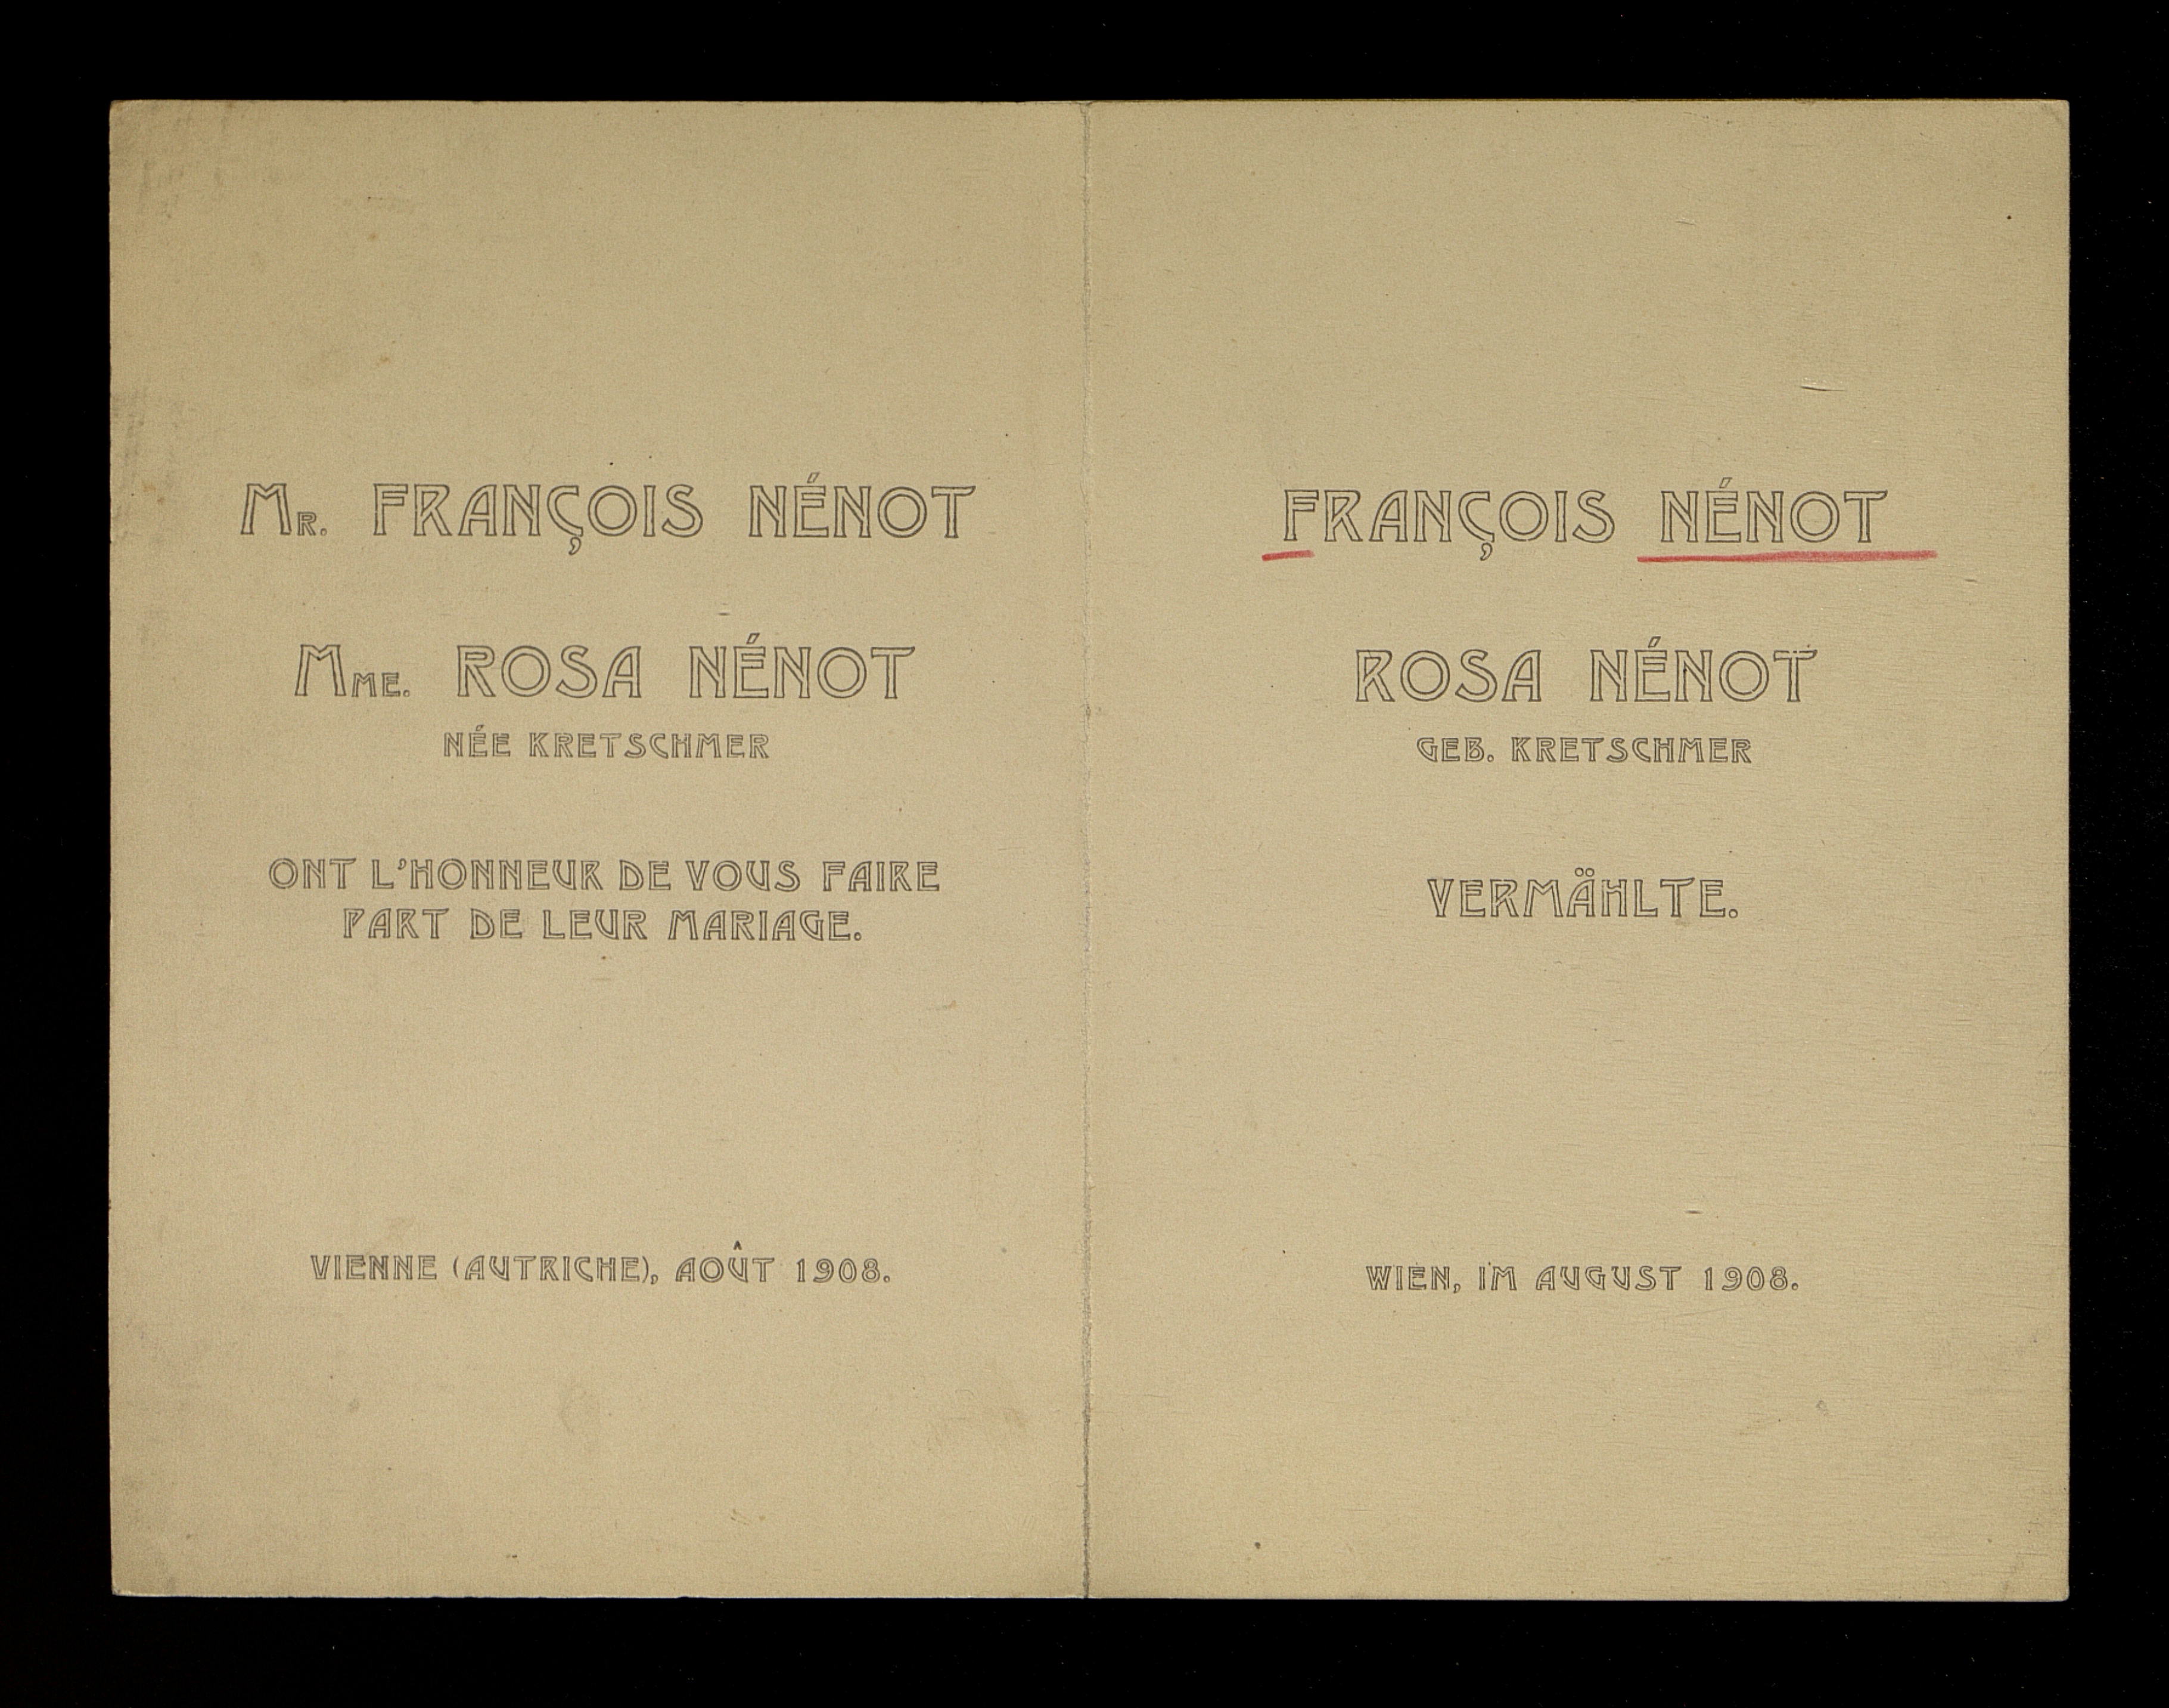 MR. FRANÇOIS NÉNOT
MME. ROSA NÉNOT
NÉE KRETSCHMER
ONT L'HONNEUR DE VOUS FAIRE
PART DE LEUR MARIAGE.
VIENNE (AUTRICHE), AOÛT 1908.
FRANÇOIS NÉNOT
ROSA NÉNOT
GEB. KRETSCHMER
VERMÄHLTE.
WIEN, IM AUGUST 1908.